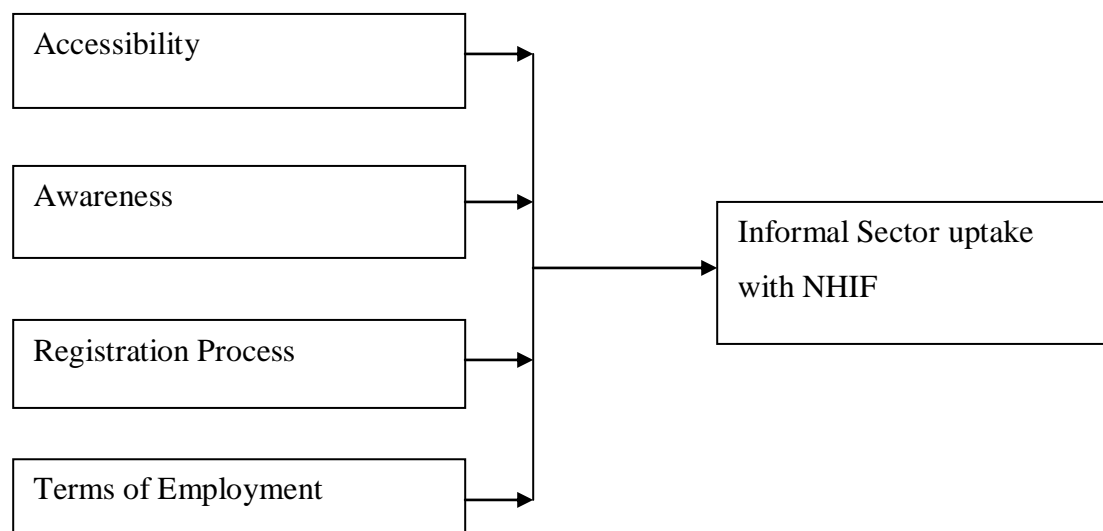 Accessibility
Awareness
Registration Process
Terms of Employment
Informal Sector uptake
with NHIF